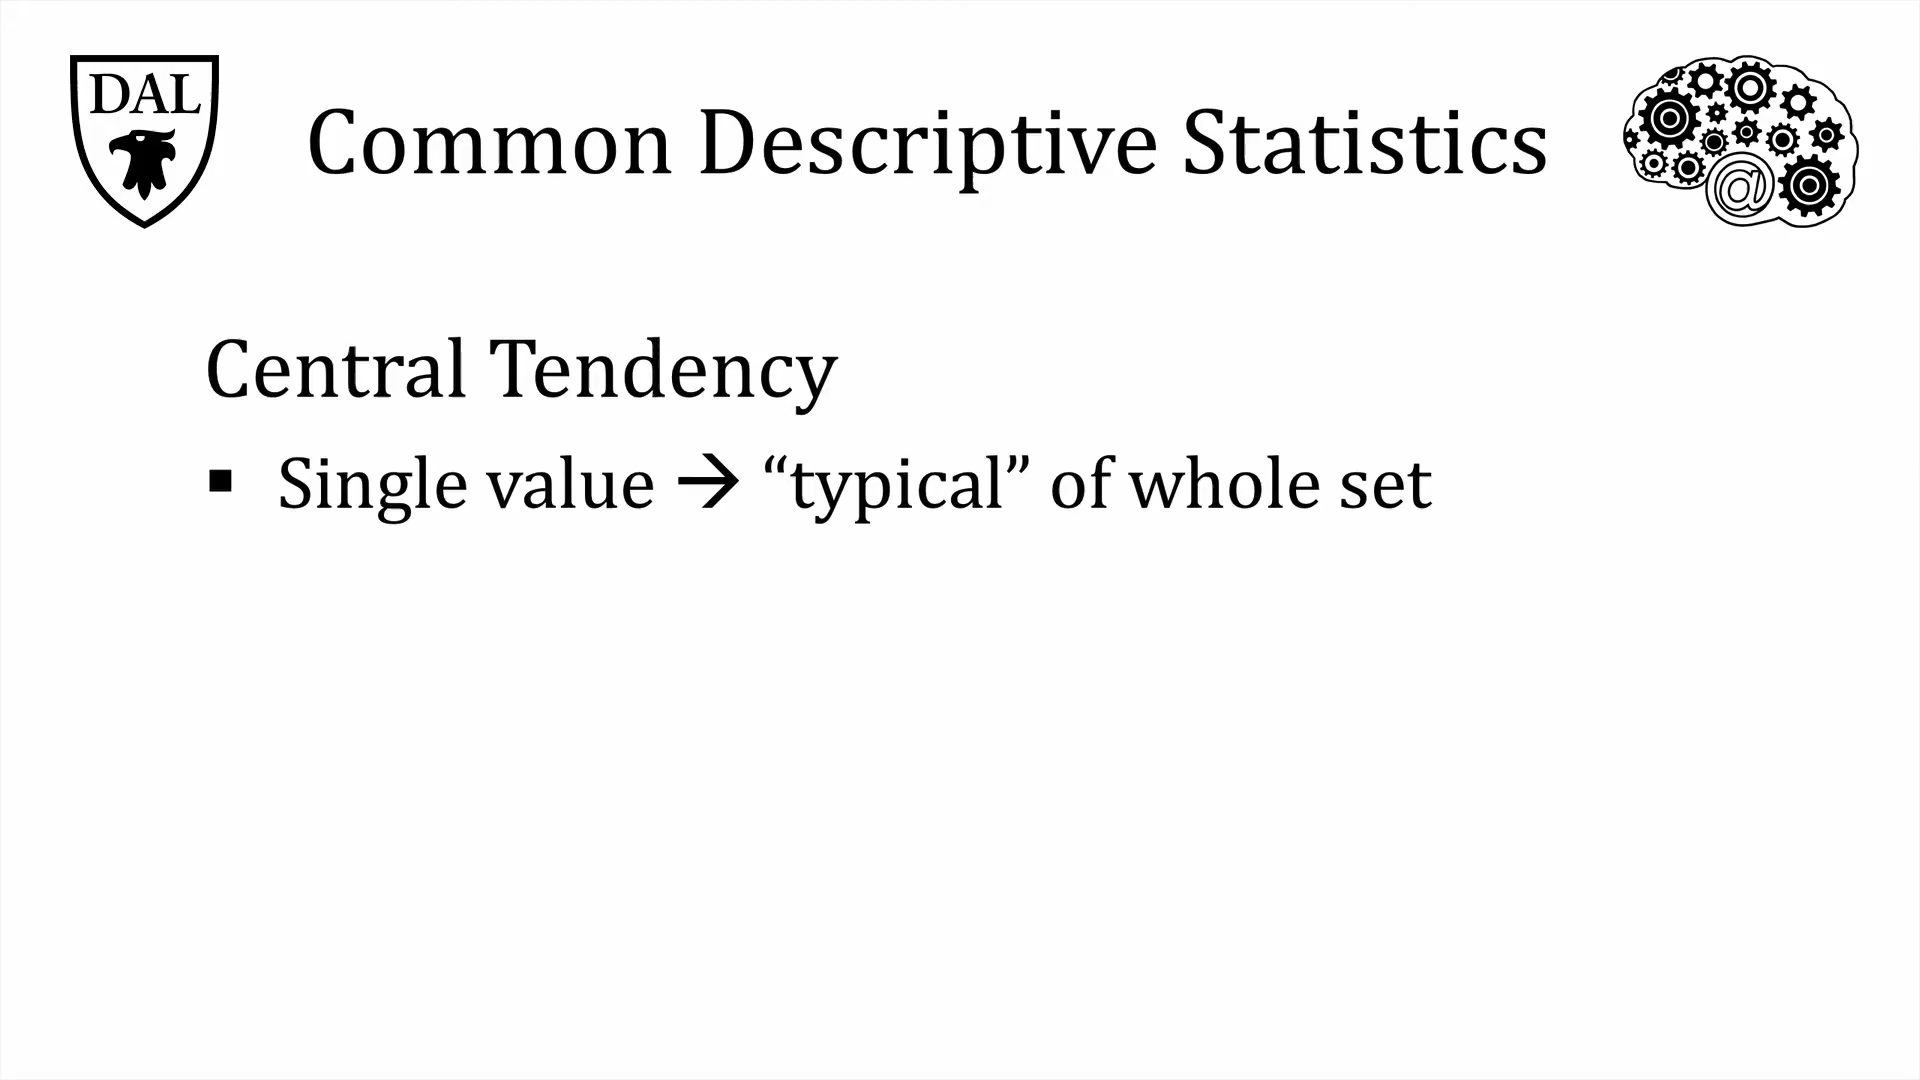 DAL
Common Descriptive Statistics
@
Central Tendency
▪ Single value → “typical” of whole set